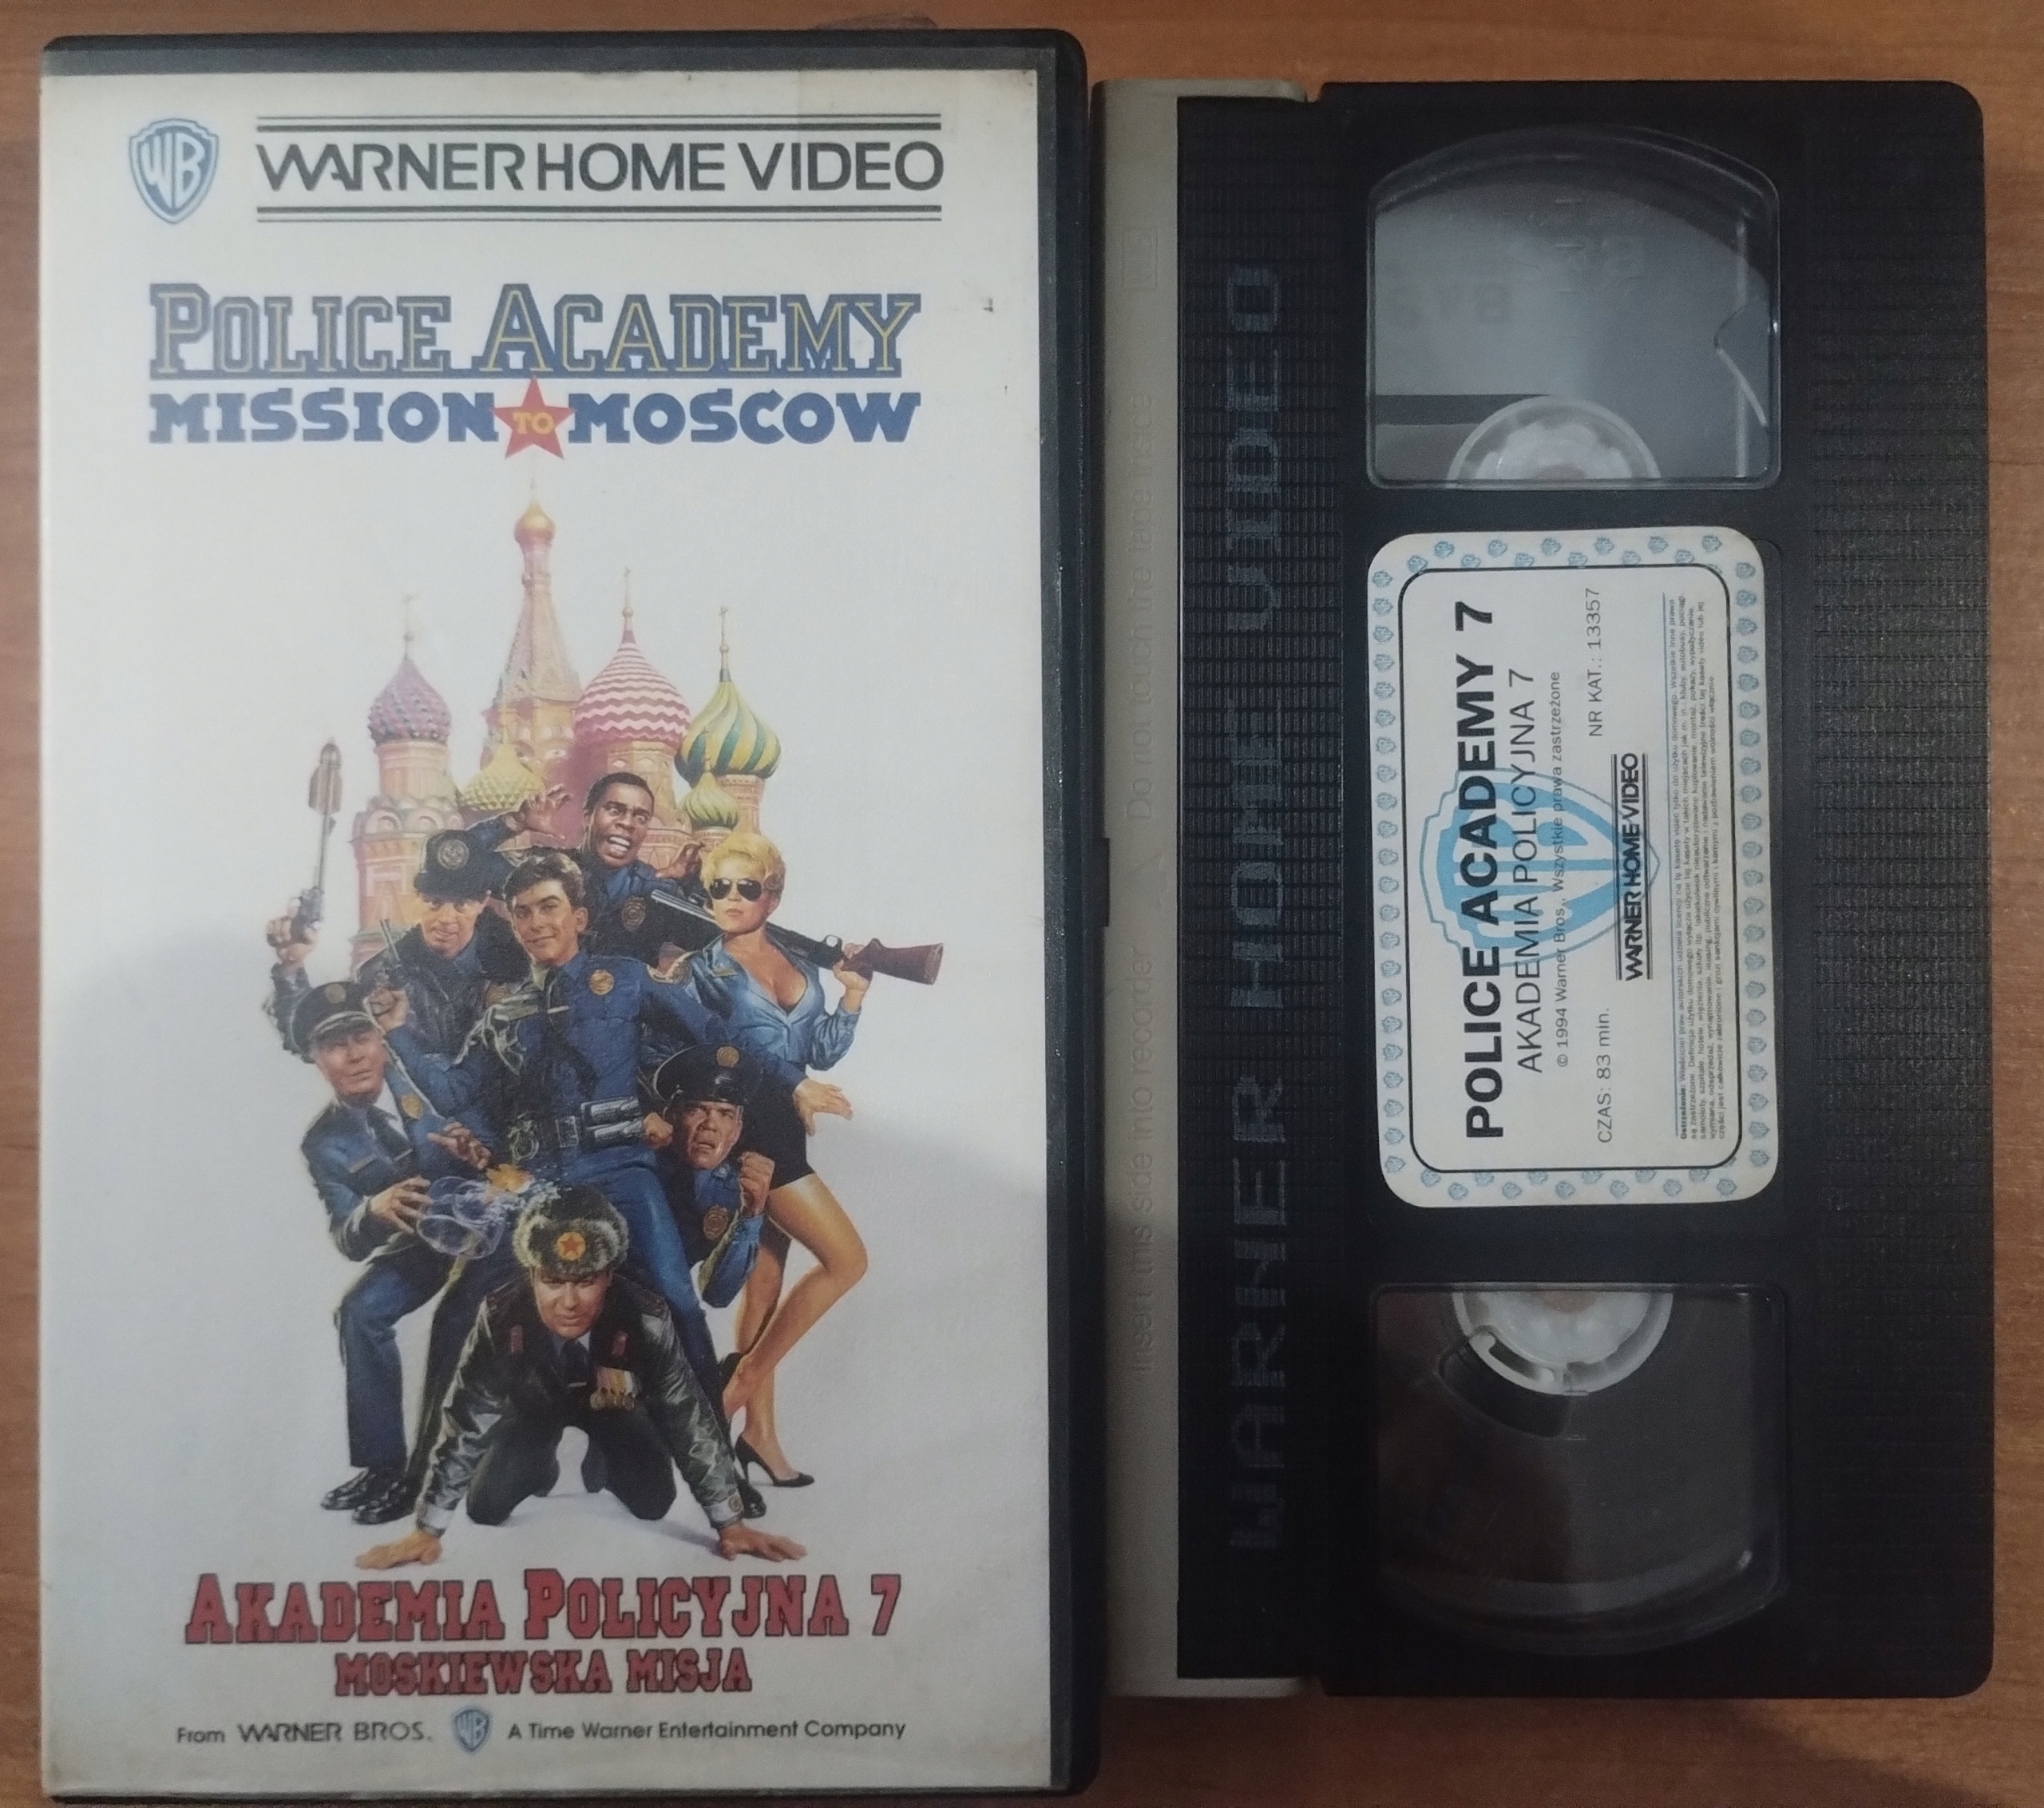 WB
WARNER HOME VIDEO
POLICE ACADEMY
MISSION TO MOSCOW
AKADEMIA POLICYJNA 7
MOSKIEWSKA MISJA
From WARNER BROS. WB A Time Warner Entertainment Company
Insert this side into recorder Do not touch the tape inside
WARNER HOME VIDEO
POLICE ACADEMY 7
AKADEMIA POLICYJNA 7
© 1994 Warner Bros., Wszystkie prawa zastrzeżone
CZAS: 83 min. NR KAT.: 13357
WARNER HOME VIDEO